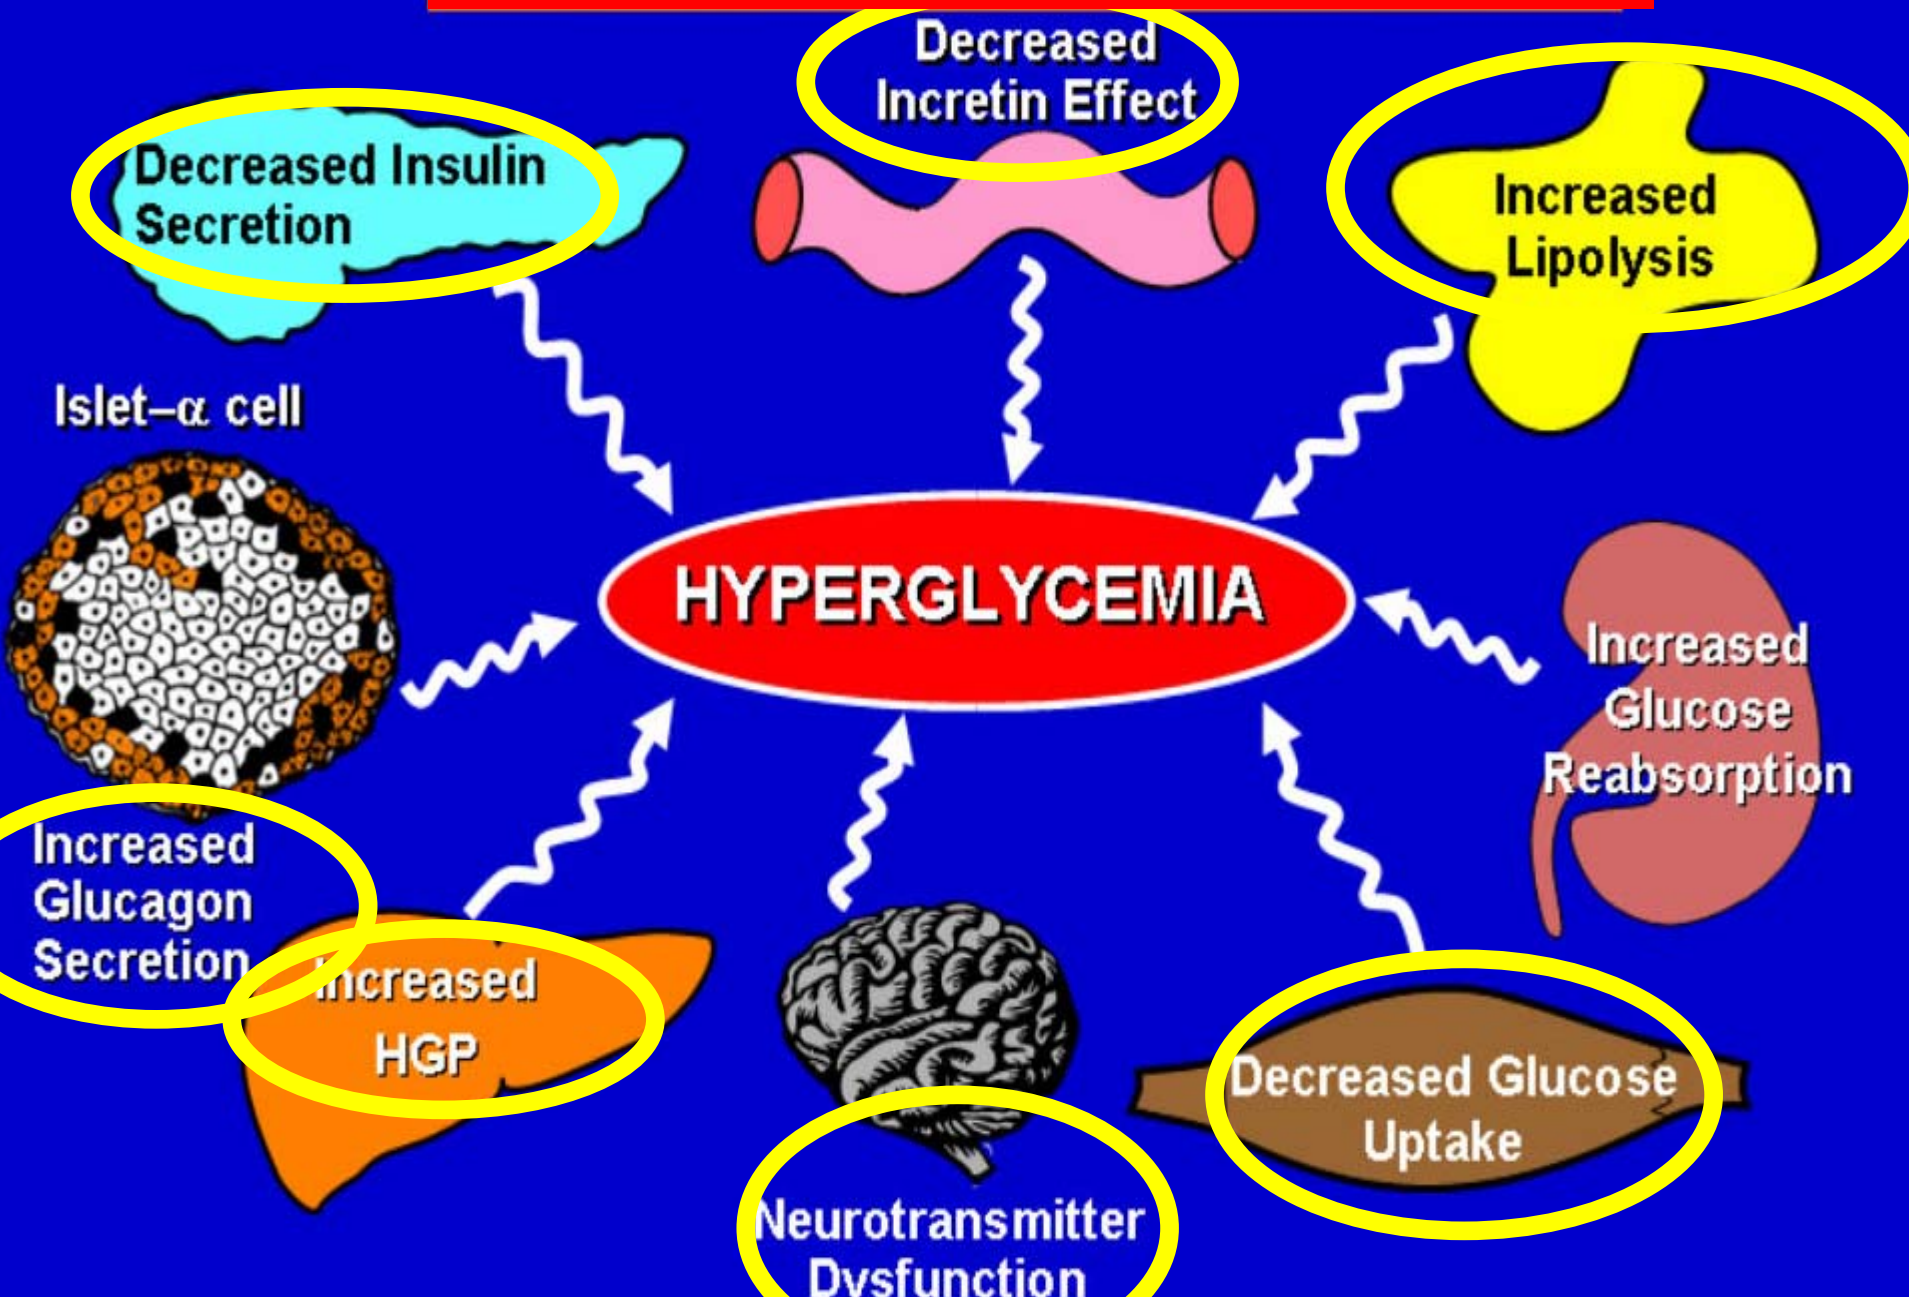 Decreased
Incretin Effect
Decreased Insulin
Secretion
Increased
Lipolysis
Islet–α cell
HYPERGLYCEMIA
Increased
Glucose
Reabsorption
Increased
Glucagon
Secretion
Increased
HGP
Decreased Glucose
Uptake
Neurotransmitter
Dysfunction